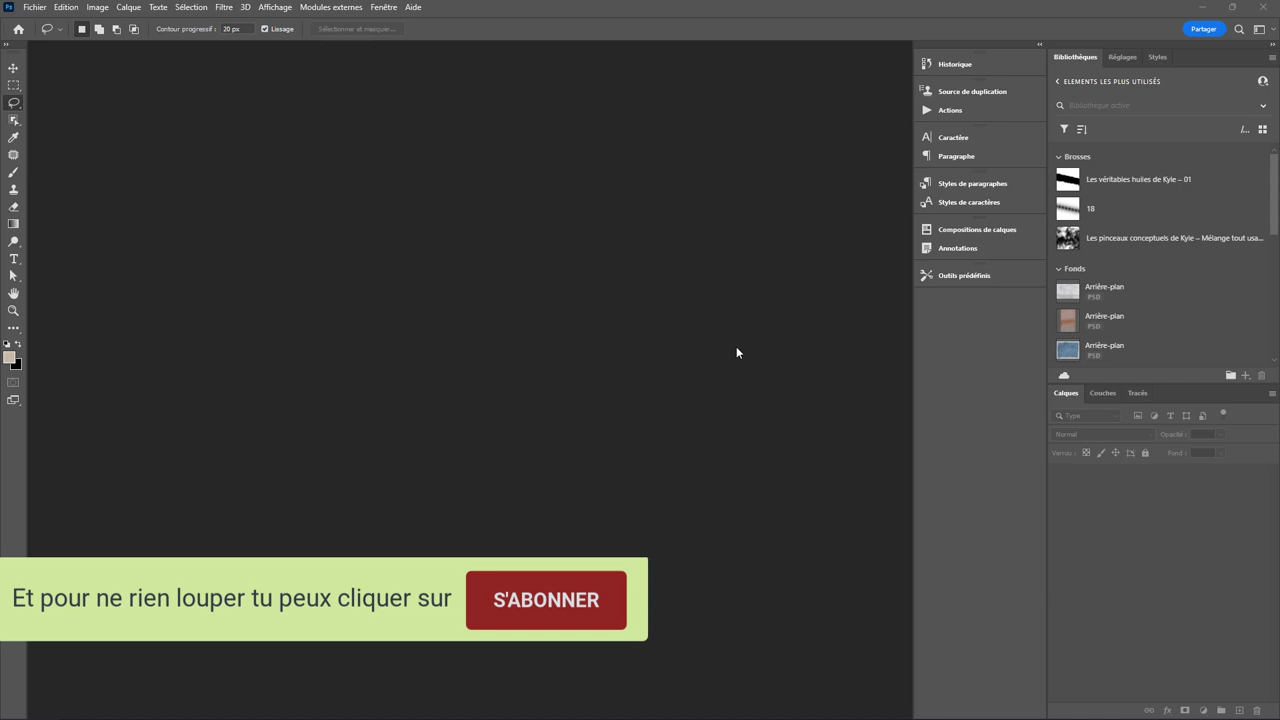 Ps Fichier Edition Image Calque Texte Sélection Filtre 3D Affichage Modules externes Fenêtre Aide
Contour progressif : 20 px Lissage Sélectionner et masquer... Partager
Historique
Source de duplication
Actions
Caractère
Paragraphe
Styles de paragraphes
Styles de caractères
Compositions de calques
Annotations
Outils prédéfinis
Bibliothèques Réglages Styles
ELEMENTS LES PLUS UTILISÉS
Bibliothèque active
Brosses
Les véritables huiles de Kyle – 01
18
Les pinceaux conceptuels de Kyle – Mélange tout usa...
Fonds
Arrière-plan
PSD
Arrière-plan
PSD
Arrière-plan
PSD
Calques Couches Tracés
Type
Normal Opacité :
Verrou : Fond :
Et pour ne rien louper tu peux cliquer sur S'ABONNER